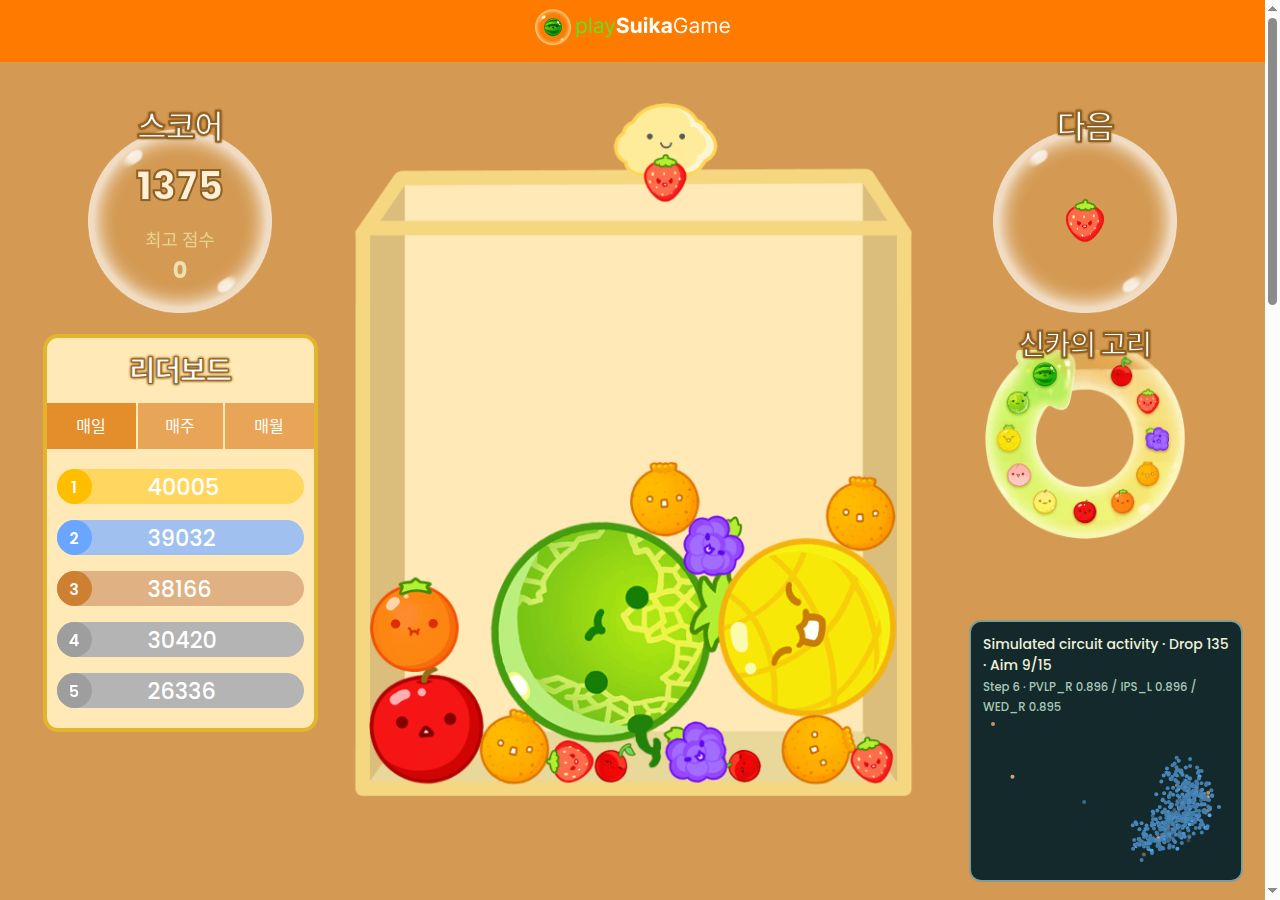 playSuikaGame
스코어
1375
최고 점수
0
다음
리더보드
매일 매주 매월
1 40005
2 39032
3 38166
4 30420
5 26336
신카의 고리
Simulated circuit activity · Drop 135
· Aim 9/15
Step 6 · PVLP_R 0.896 / IPS_L 0.896 /
WED_R 0.895